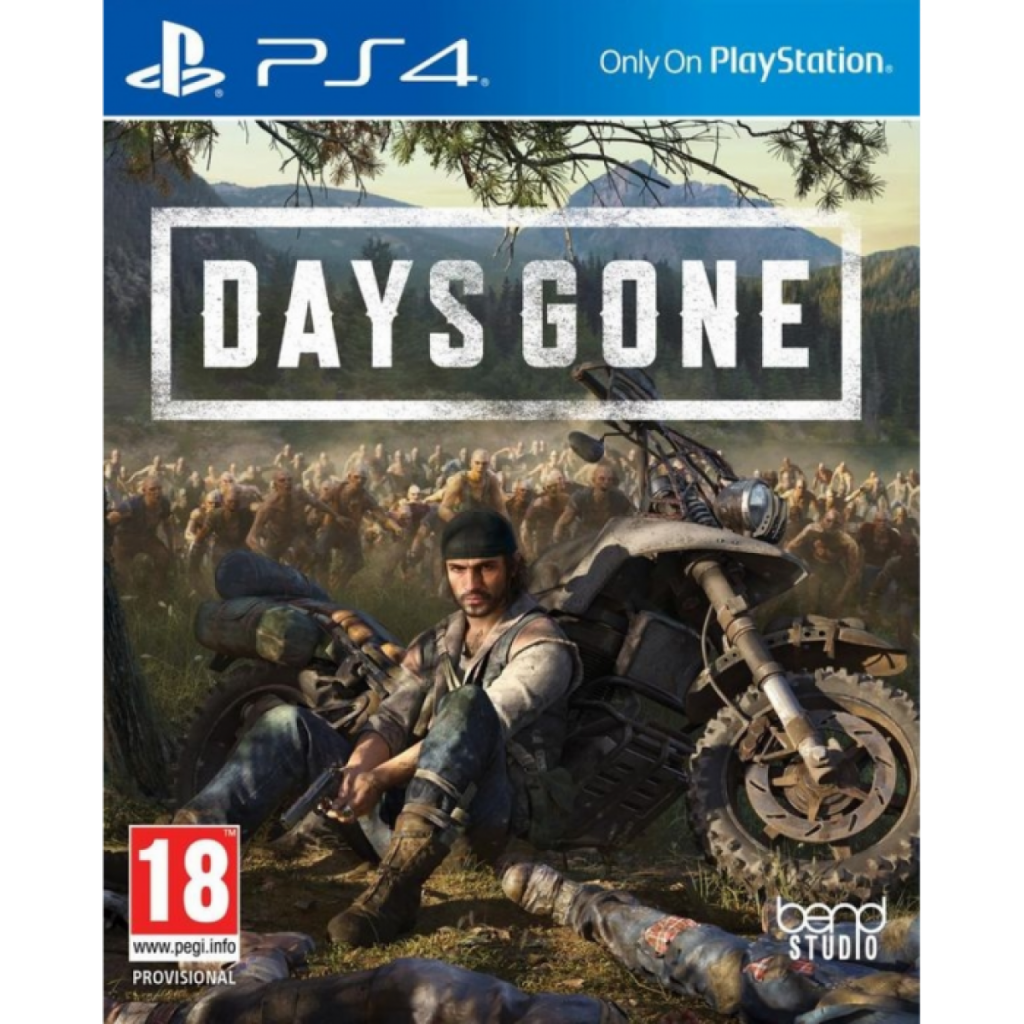 PS4
Only On PlayStation
DAYS GONE
18
www.pegi.info
PROVISIONAL
bend
STUDIO